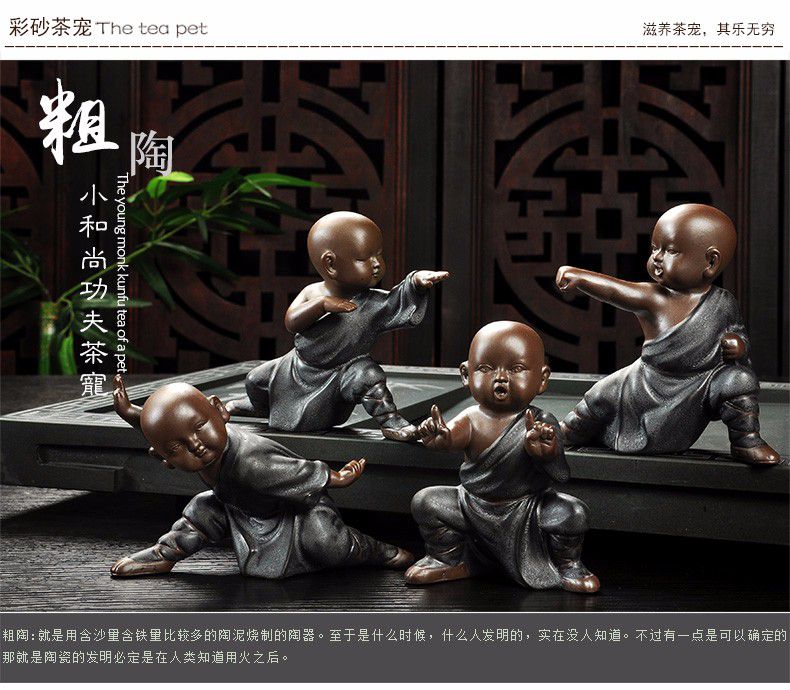 彩砂茶宠 The tea pet
滋养茶宠，其乐无穷
粗
陶
小和尚功夫茶寵
The young monk kunfu tea of a pet
粗陶:就是用含沙量含铁量比较多的陶泥烧制的陶器。至于是什么时候，什么人发明的，实在没人知道。不过有一点是可以确定的
那就是陶瓷的发明必定是在人类知道用火之后。